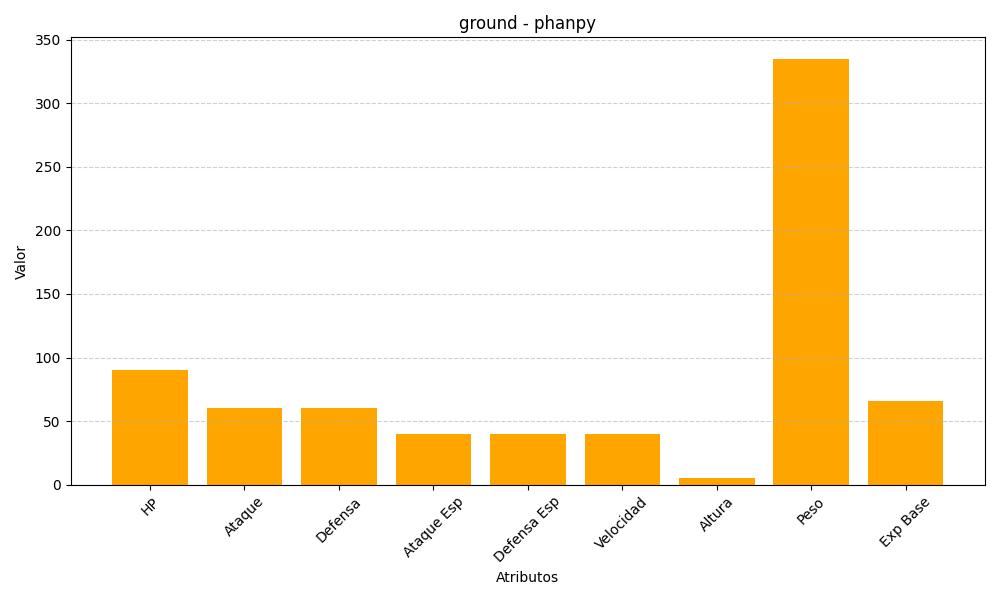 ground - phanpy
Valor
350
300
250
200
150
100
50
0
HP
Ataque
Defensa
Ataque Esp
Defensa Esp
Velocidad
Altura
Peso
Exp Base
Atributos